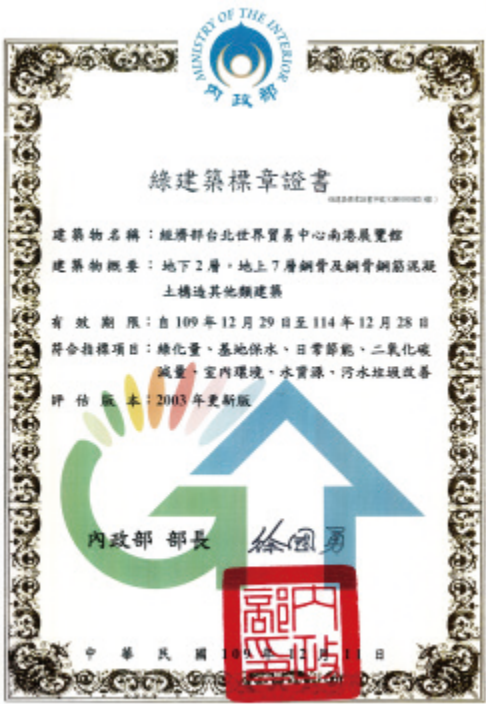 MINISTRY OF THE INTERIOR
內政部
綠建築標章證書
建築物名稱：經濟部台北世界貿易中心南港展覽館
建築物概要：地下2層，地上7層鋼骨及鋼骨鋼筋混凝
土構造其他類建築
有效期限：自109年12月29日至114年12月28日
符合指標項目：綠化量、基地保水、日常節能、二氧化碳
減量、室內環境、水資源、污水垃圾改善
評估版本：2003年更新版
內政部 部長 徐國勇
內政部印
中華民國109年12月11日